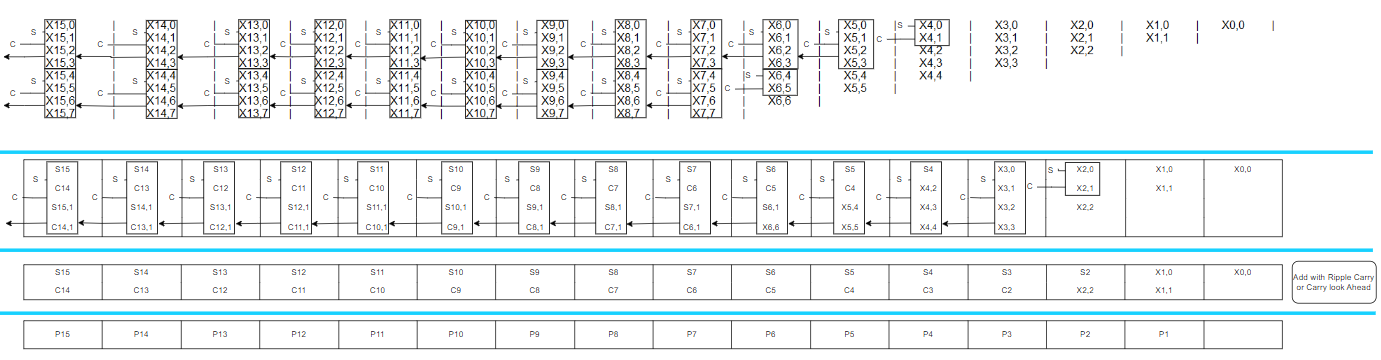 X15,0 X14,0 X13,0 X12,0 X11,0 X10,0 X9,0 X8,0 X7,0 X6,0 X5,0 S X4,0 X3,0 X2,0 X1,0 X0,0
S X15,1 S X14,1 S X13,1 S X12,1 S X11,1 S X10,1 S X9,1 S X8,1 S X7,1 S X6,1 S X5,1 C X4,1 X3,1 X2,1 X1,1
C X15,2 C X14,2 C X13,2 C X12,2 C X11,2 C X10,2 C X9,2 C X8,2 C X7,2 C X6,2 C X5,2 X4,2 X3,2 X2,2
X15,3 X14,3 X13,3 X12,3 X11,3 X10,3 X9,3 X8,3 X7,3 X6,3 X5,3 X4,3 X3,3
X15,4 X14,4 X13,4 X12,4 X11,4 X10,4 X9,4 X8,4 X7,4 S X6,4 X5,4 X4,4
S X15,5 S X14,5 S X13,5 S X12,5 S X11,5 S X10,5 S X9,5 S X8,5 S X7,5 C X6,5 X5,5
C X15,6 C X14,6 C X13,6 C X12,6 C X11,6 C X10,6 C X9,6 C X8,6 C X7,6 X6,6
X15,7 X14,7 X13,7 X12,7 X11,7 X10,7 X9,7 X8,7 X7,7
S15 S14 S13 S12 S11 S10 S9 S8 S7 S6 S5 S4 X3,0 S X2,0 X1,0 X0,0
S S S S S S S S S S S S S
C14 C13 C12 C11 C10 C9 C8 C7 C6 C5 C4 X4,2 X3,1 C X2,1 X1,1
C C C C C C C C C C C C C
S15,1 S14,1 S13,1 S12,1 S11,1 S10,1 S9,1 S8,1 S7,1 S6,1 X5,4 X4,3 X3,2 X2,2
C14,1 C13,1 C12,1 C11,1 C10,1 C9,1 C8,1 C7,1 C6,1 X6,6 X5,5 X4,4 X3,3
S15 S14 S13 S12 S11 S10 S9 S8 S7 S6 S5 S4 S3 S2 X1,0 X0,0
C14 C13 C12 C11 C10 C9 C8 C7 C6 C5 C4 C3 C2 X2,2 X1,1
Add with Ripple Carry
or Carry look Ahead
P15 P14 P13 P12 P11 P10 P9 P8 P7 P6 P5 P4 P3 P2 P1